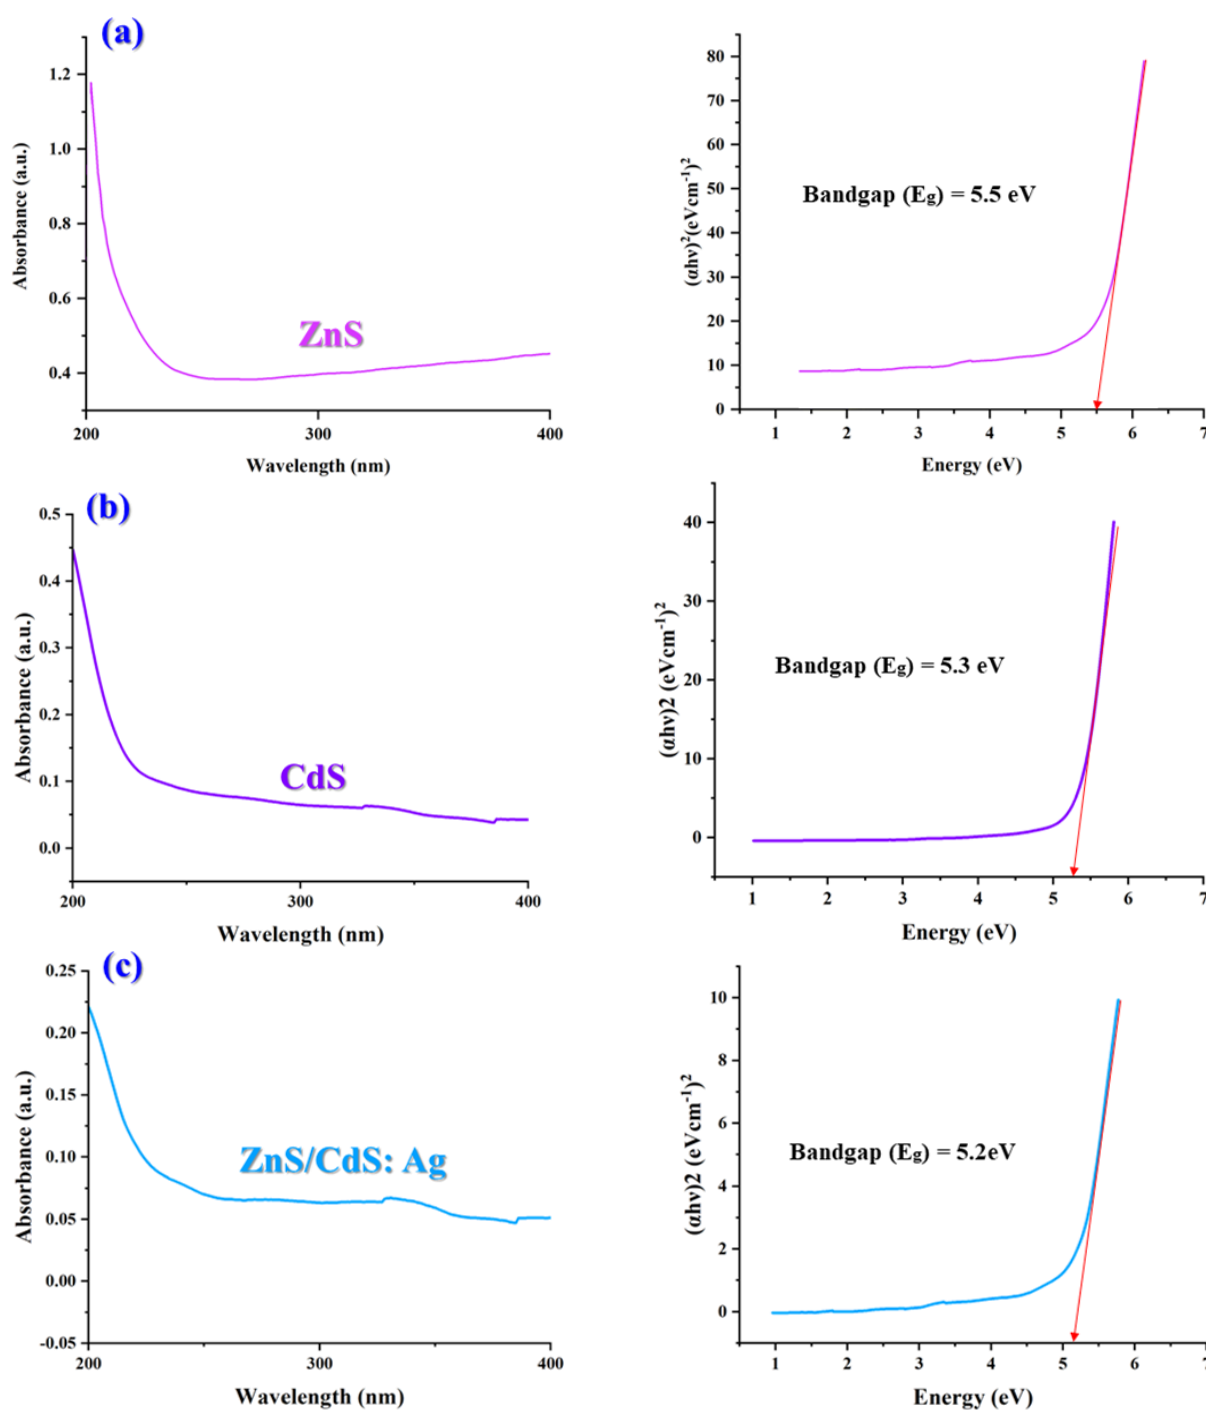 (a)
1.2
1.0
0.8
0.6
0.4
Absorbance (a.u.)
ZnS
200 300 400
Wavelength (nm)
80
70
60
50
40
30
20
10
0
(αhν)²(eVcm⁻¹)²
Bandgap (Eg) = 5.5 eV
1 2 3 4 5 6 7
Energy (eV)
(b)
0.5
0.4
0.3
0.2
0.1
0.0
Absorbance (a.u.)
CdS
200 300 400
Wavelength (nm)
40
30
20
10
0
(αhν)2 (eVcm⁻¹)²
Bandgap (Eg) = 5.3 eV
1 2 3 4 5 6 7
Energy (eV)
(c)
0.25
0.20
0.15
0.10
0.05
0.00
-0.05
Absorbance (a.u.)
ZnS/CdS: Ag
200 300 400
Wavelength (nm)
10
8
6
4
2
0
(αhν)2 (eVcm⁻¹)²
Bandgap (Eg) = 5.2eV
1 2 3 4 5 6 7
Energy (eV)